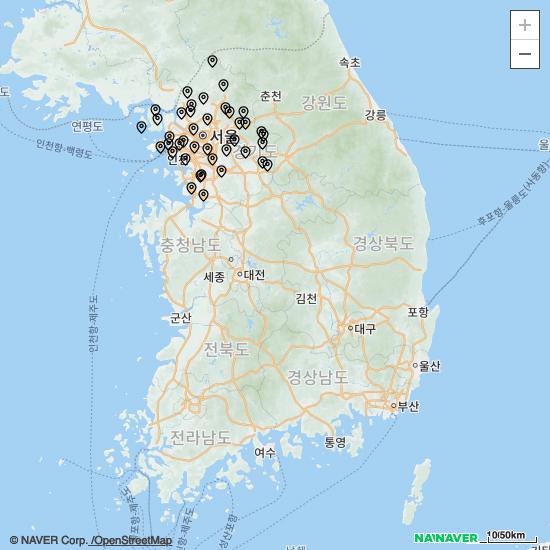 +
−
속초
춘천
강원도
강릉
연평도
서울
인천항-백령도
인천
울
후포항-울릉도(사동항)
충청남도
경상북도
세종
대전
김천
군산
포항
인천항-제주도
대구
전북도
울산
경상남도
부산
전라남도
통영
여수
© NAVER Corp. /OpenStreetMap
NAVER
10|50km